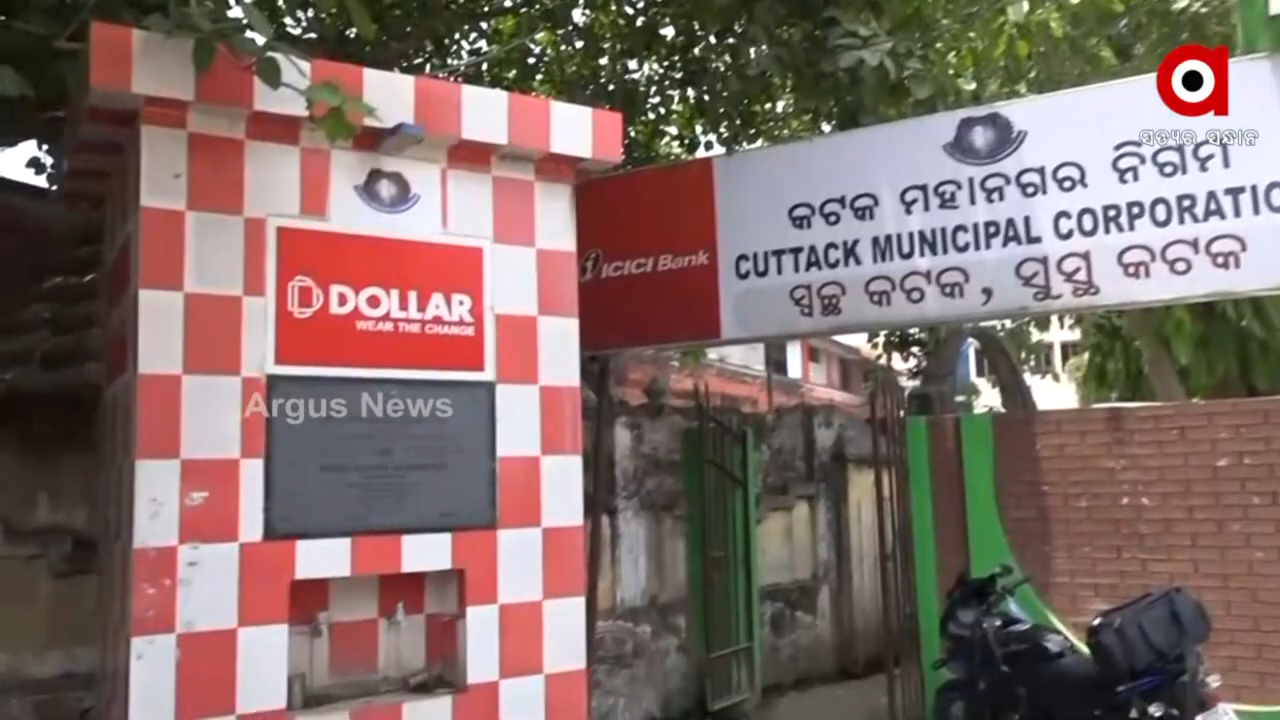 ସତ୍ୟର ସନ୍ଧାନ
DOLLAR
WEAR THE CHANGE
Argus News
i ICICI Bank
କଟକ ମହାନଗର ନିଗମ
CUTTACK MUNICIPAL CORPORATIO
ସ୍ୱଚ୍ଛ କଟକ, ସୁସ୍ଥ କଟକ